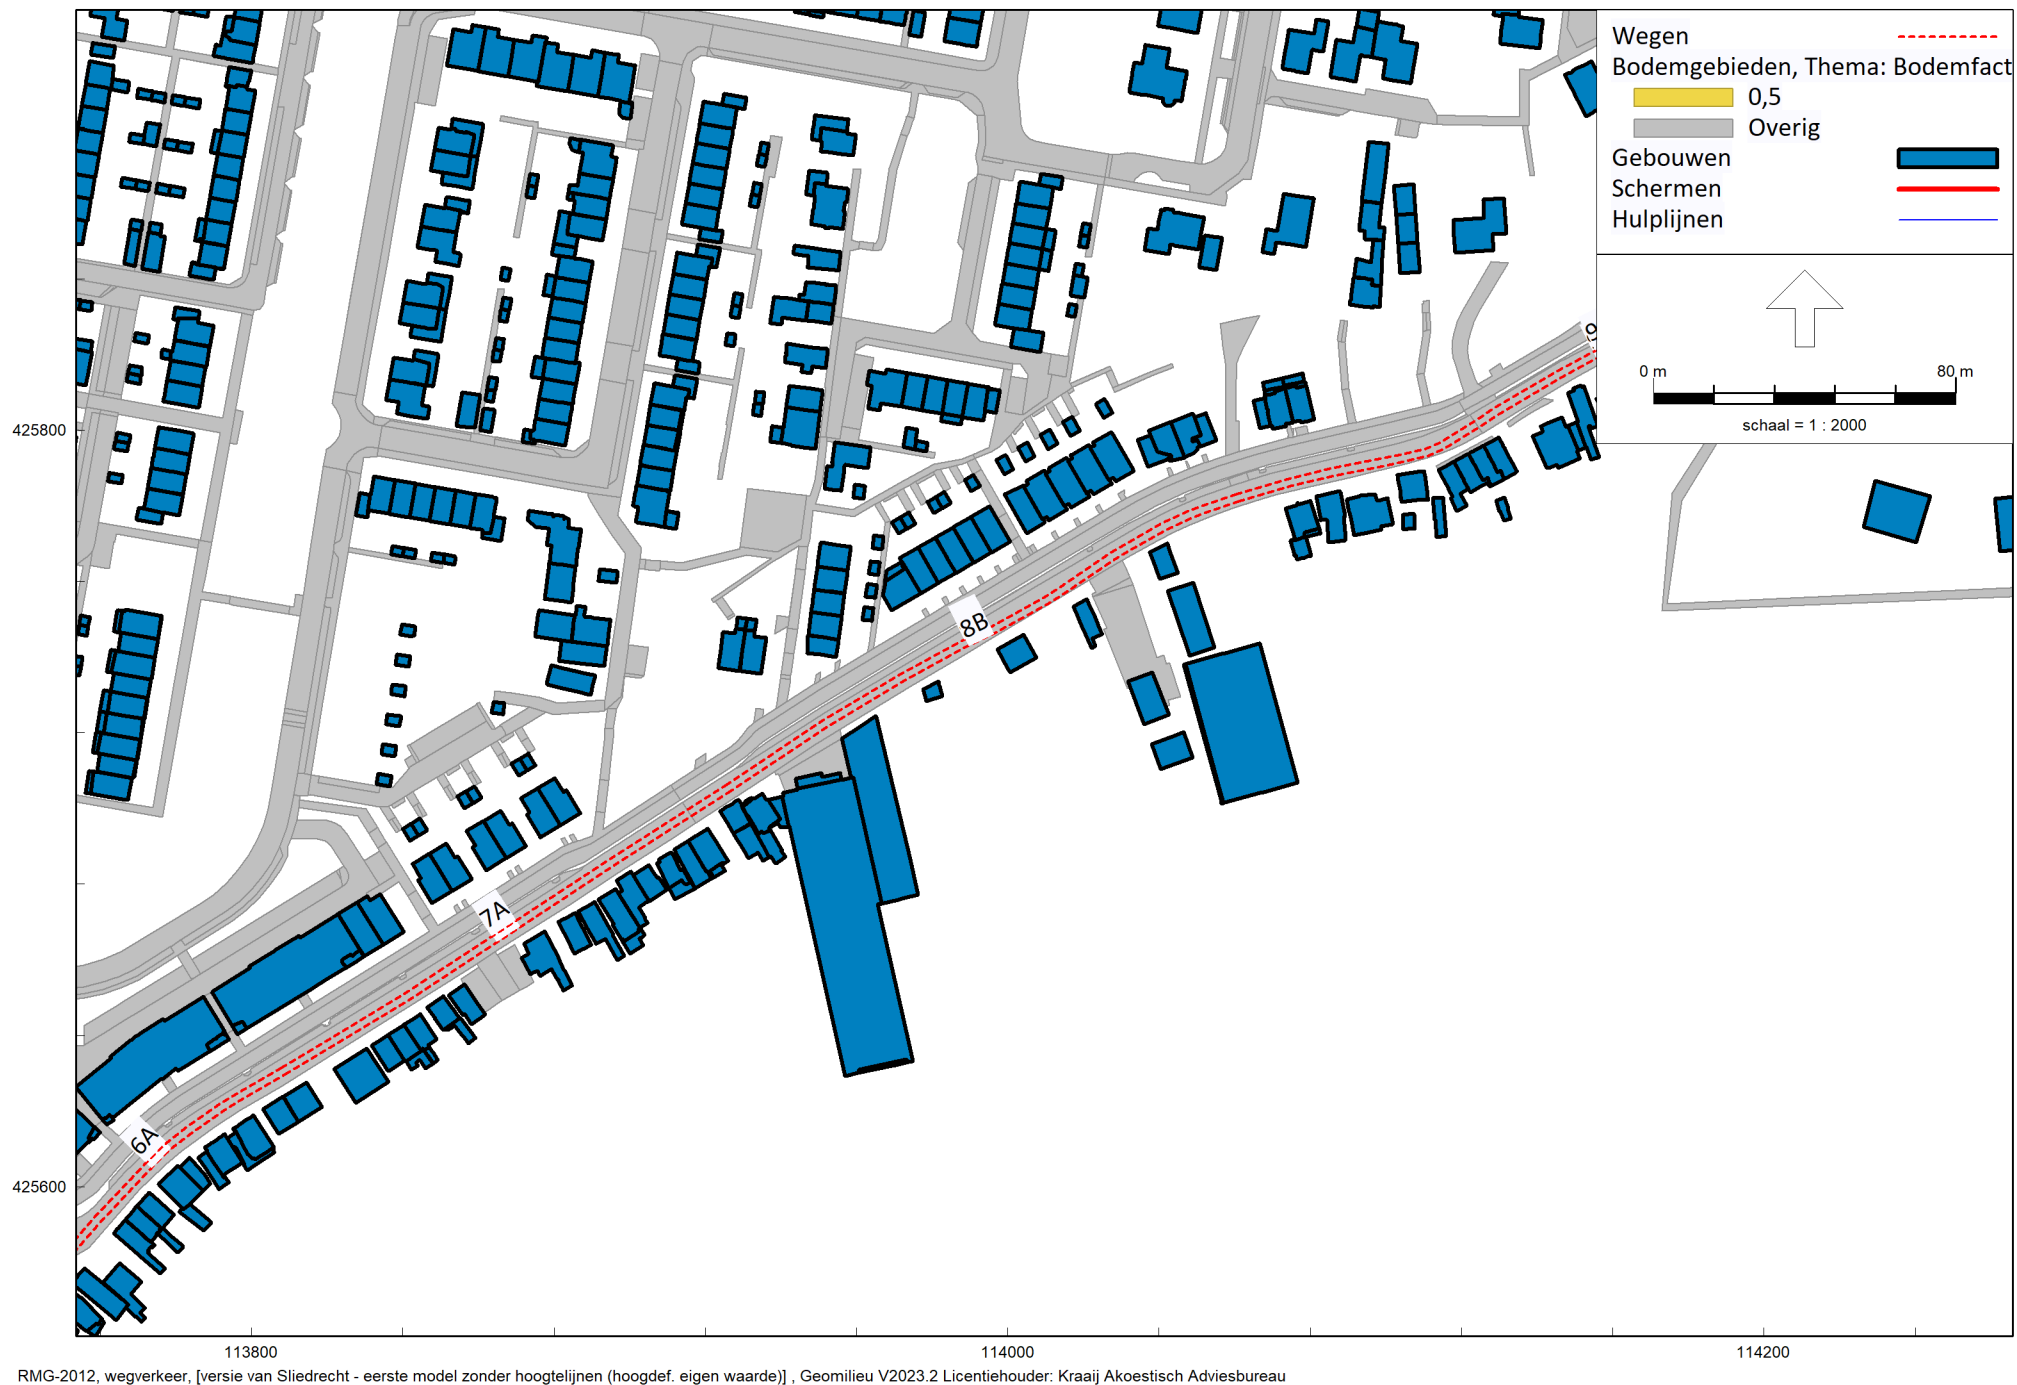 Wegen
Bodemgebieden, Thema: Bodemfact
0,5
Overig
Gebouwen
Schermen
Hulplijnen
0 m 80 m
schaal = 1 : 2000
9
425800
8B
7A
6A
425600
113800 114000 114200
RMG-2012, wegverkeer, [versie van Sliedrecht - eerste model zonder hoogtelijnen (hoogdef. eigen waarde)] , Geomilieu V2023.2 Licentiehouder: Kraaij Akoestisch Adviesbureau